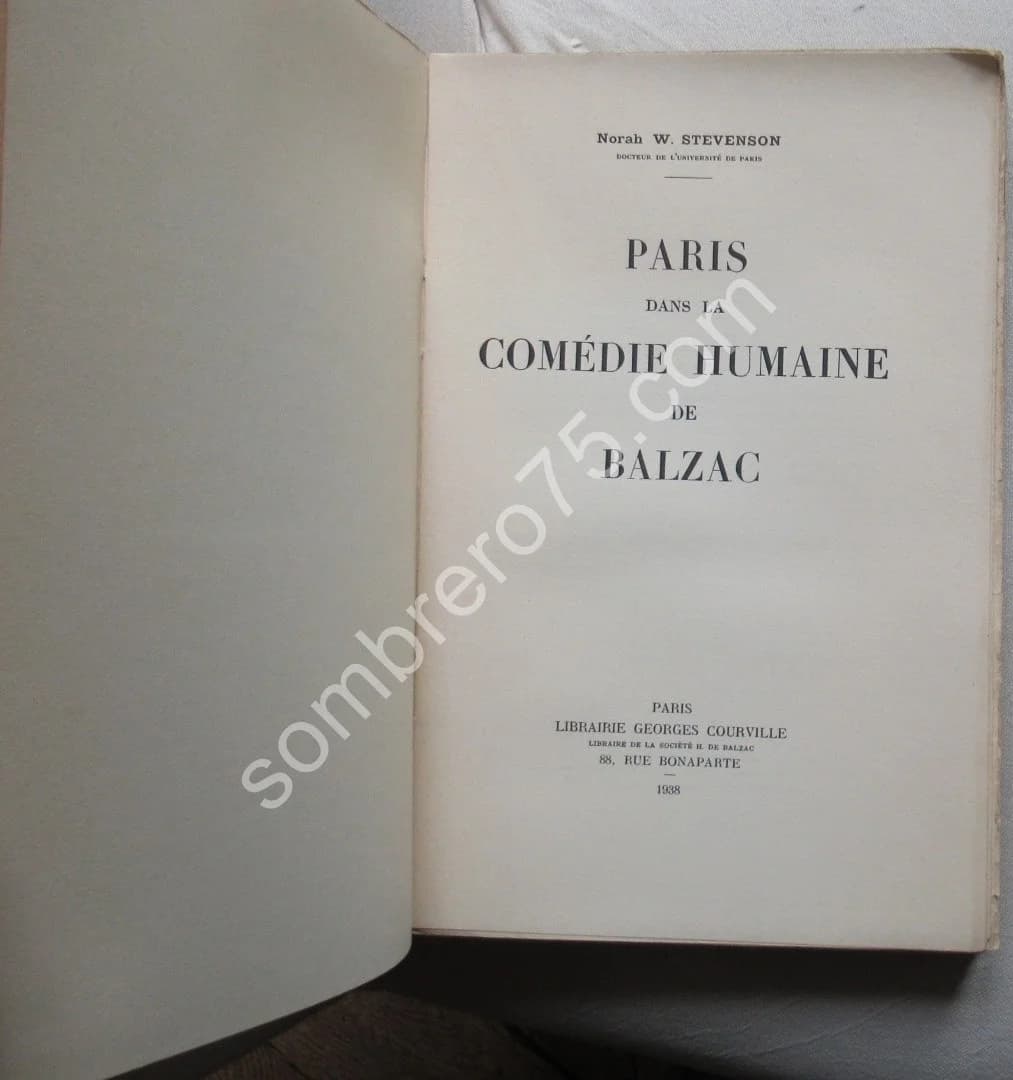 Norah W. STEVENSON
DOCTEUR DE L'UNIVERSITÉ DE PARIS
PARIS
DANS LA
COMÉDIE HUMAINE
DE
BALZAC
PARIS
LIBRAIRIE GEORGES COURVILLE
LIBRAIRE DE LA SOCIÉTÉ H. DE BALZAC
88, RUE BONAPARTE
1938
sombrero75.com